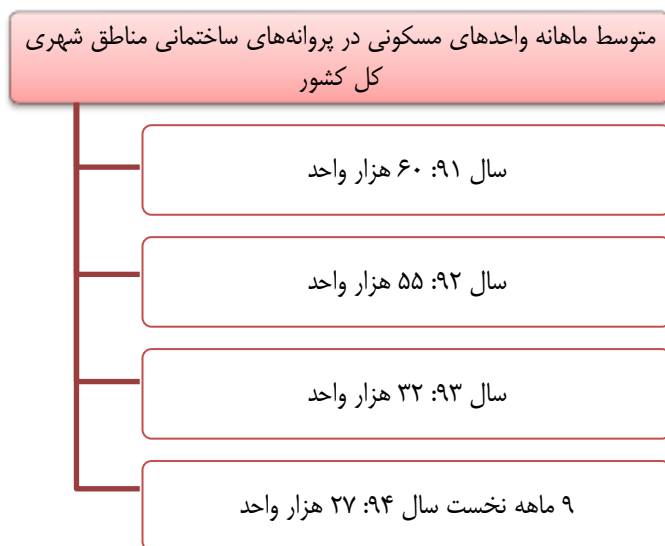 متوسط ماهانه واحدهای مسکونی در پروانه‌های ساختمانی مناطق شهری
کل کشور
سال ۹۱: ۶۰ هزار واحد
سال ۹۲: ۵۵ هزار واحد
سال ۹۳: ۳۲ هزار واحد
۹ ماهه نخست سال ۹۴: ۲۷ هزار واحد